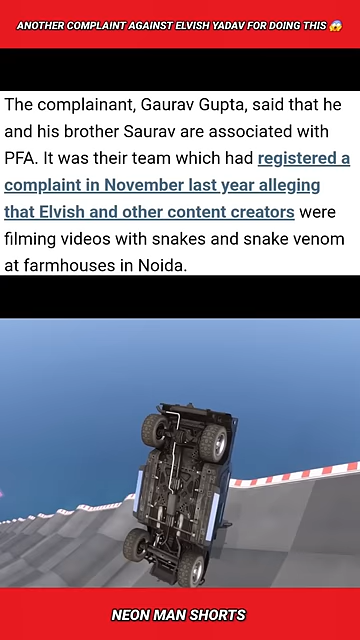 ANOTHER COMPLAINT AGAINST ELVISH YADAV FOR DOING THIS 😱
The complainant, Gaurav Gupta, said that he
and his brother Saurav are associated with
PFA. It was their team which had registered a
complaint in November last year alleging
that Elvish and other content creators were
filming videos with snakes and snake venom
at farmhouses in Noida.
NEON MAN SHORTS